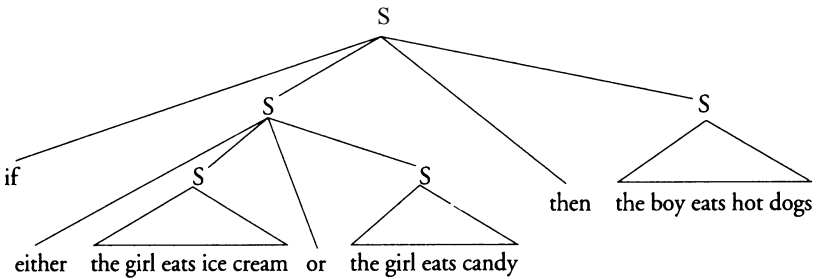 S
S
S
if
S
S
then
the boy eats hot dogs
either
the girl eats ice cream
or
the girl eats candy